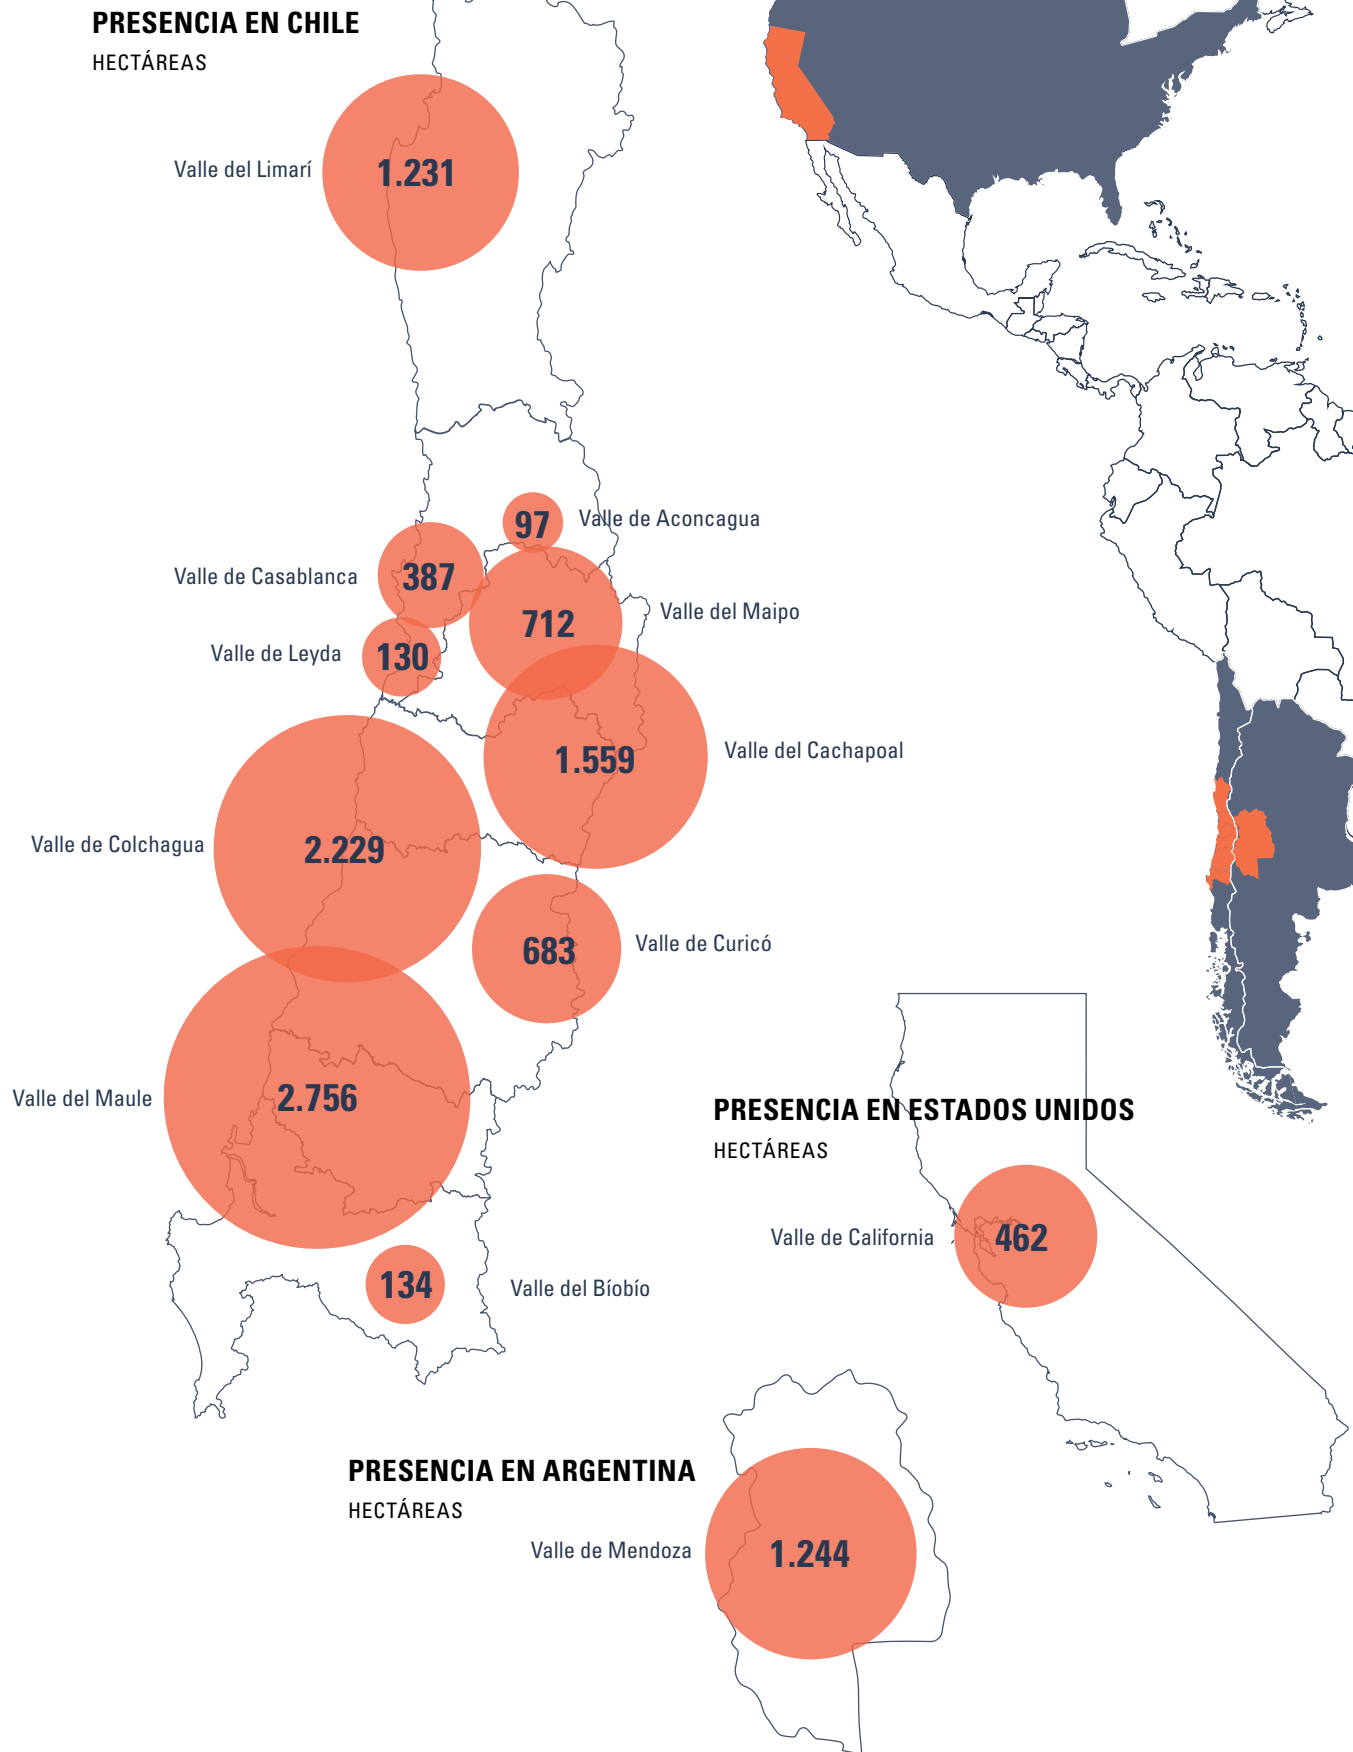 PRESENCIA EN CHILE
HECTÁREAS
Valle del Limarí
1.231
97
Valle de Aconcagua
Valle de Casablanca
387
712
Valle del Maipo
Valle de Leyda
130
1.559
Valle del Cachapoal
Valle de Colchagua
2.229
683
Valle de Curicó
Valle del Maule
2.756
134
Valle del Bíobío
PRESENCIA EN ESTADOS UNIDOS
HECTÁREAS
Valle de California
462
PRESENCIA EN ARGENTINA
HECTÁREAS
Valle de Mendoza
1.244